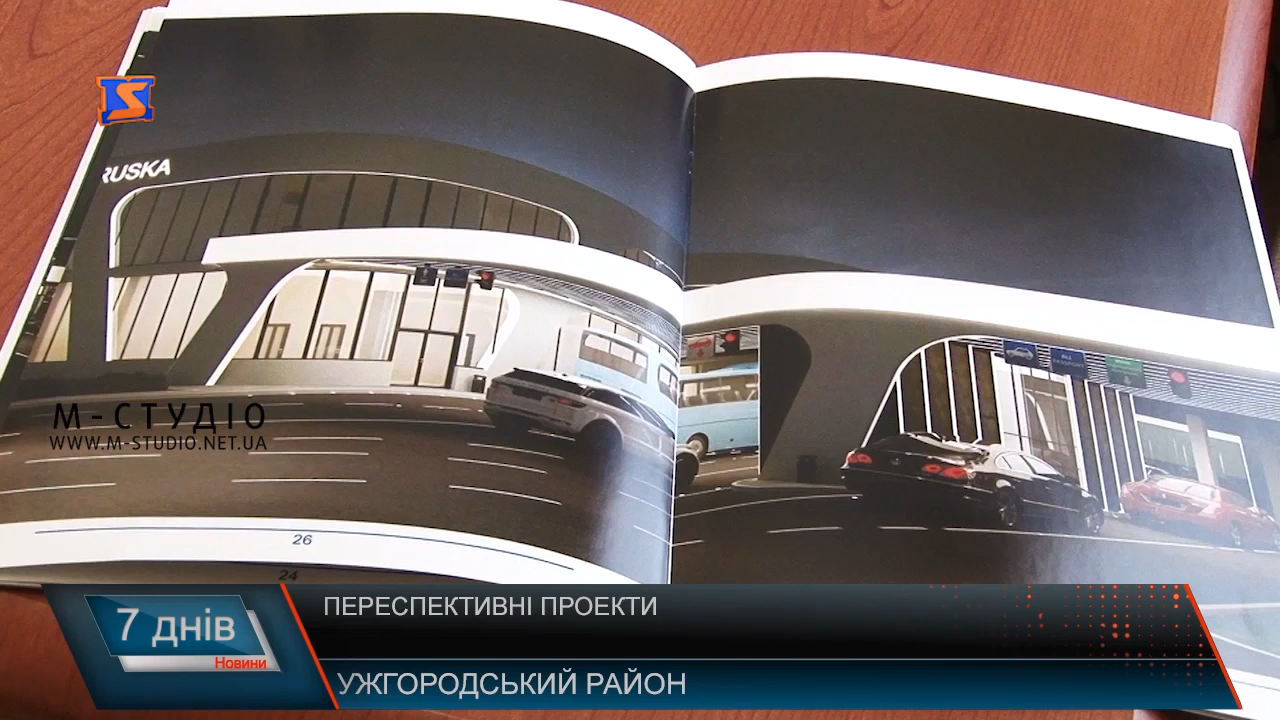 RUSKA
М-СТУДІО
WWW.M-STUDIO.NET.UA
26
24
7 днів
Новини
ПЕРЕСПЕКТИВНІ ПРОЕКТИ
УЖГОРОДСЬКИЙ РАЙОН